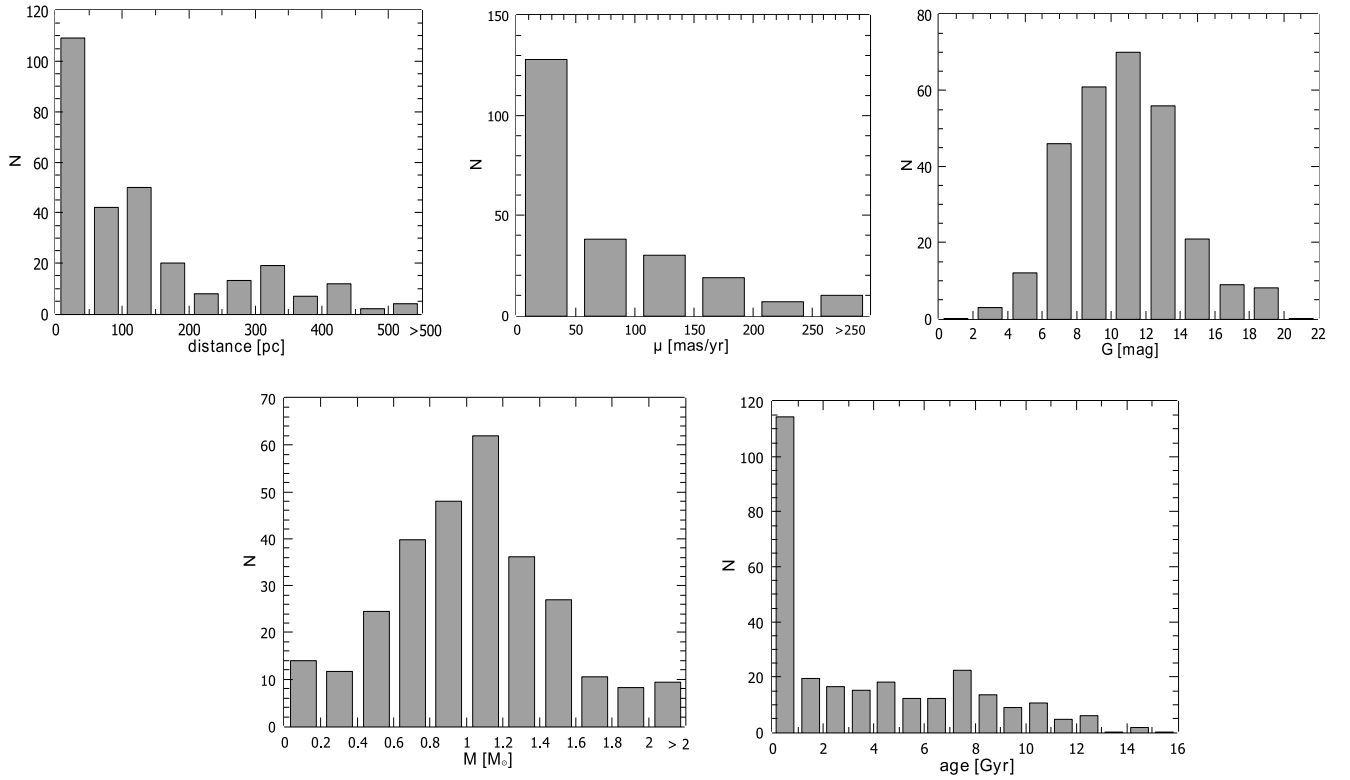 120
100
80
60
40
20
0
N
0 100 200 300 400 500 >500
distance [pc]
150
100
50
0
N
0 50 100 150 200 250 >250
μ [mas/yr]
80
60
40
20
0
N
0 2 4 6 8 10 12 14 16 18 20 22
G [mag]
70
60
50
40
30
20
10
0
N
0 0.2 0.4 0.6 0.8 1 1.2 1.4 1.6 1.8 2 > 2
M [M☉]
120
100
80
60
40
20
0
N
0 2 4 6 8 10 12 14 16
age [Gyr]